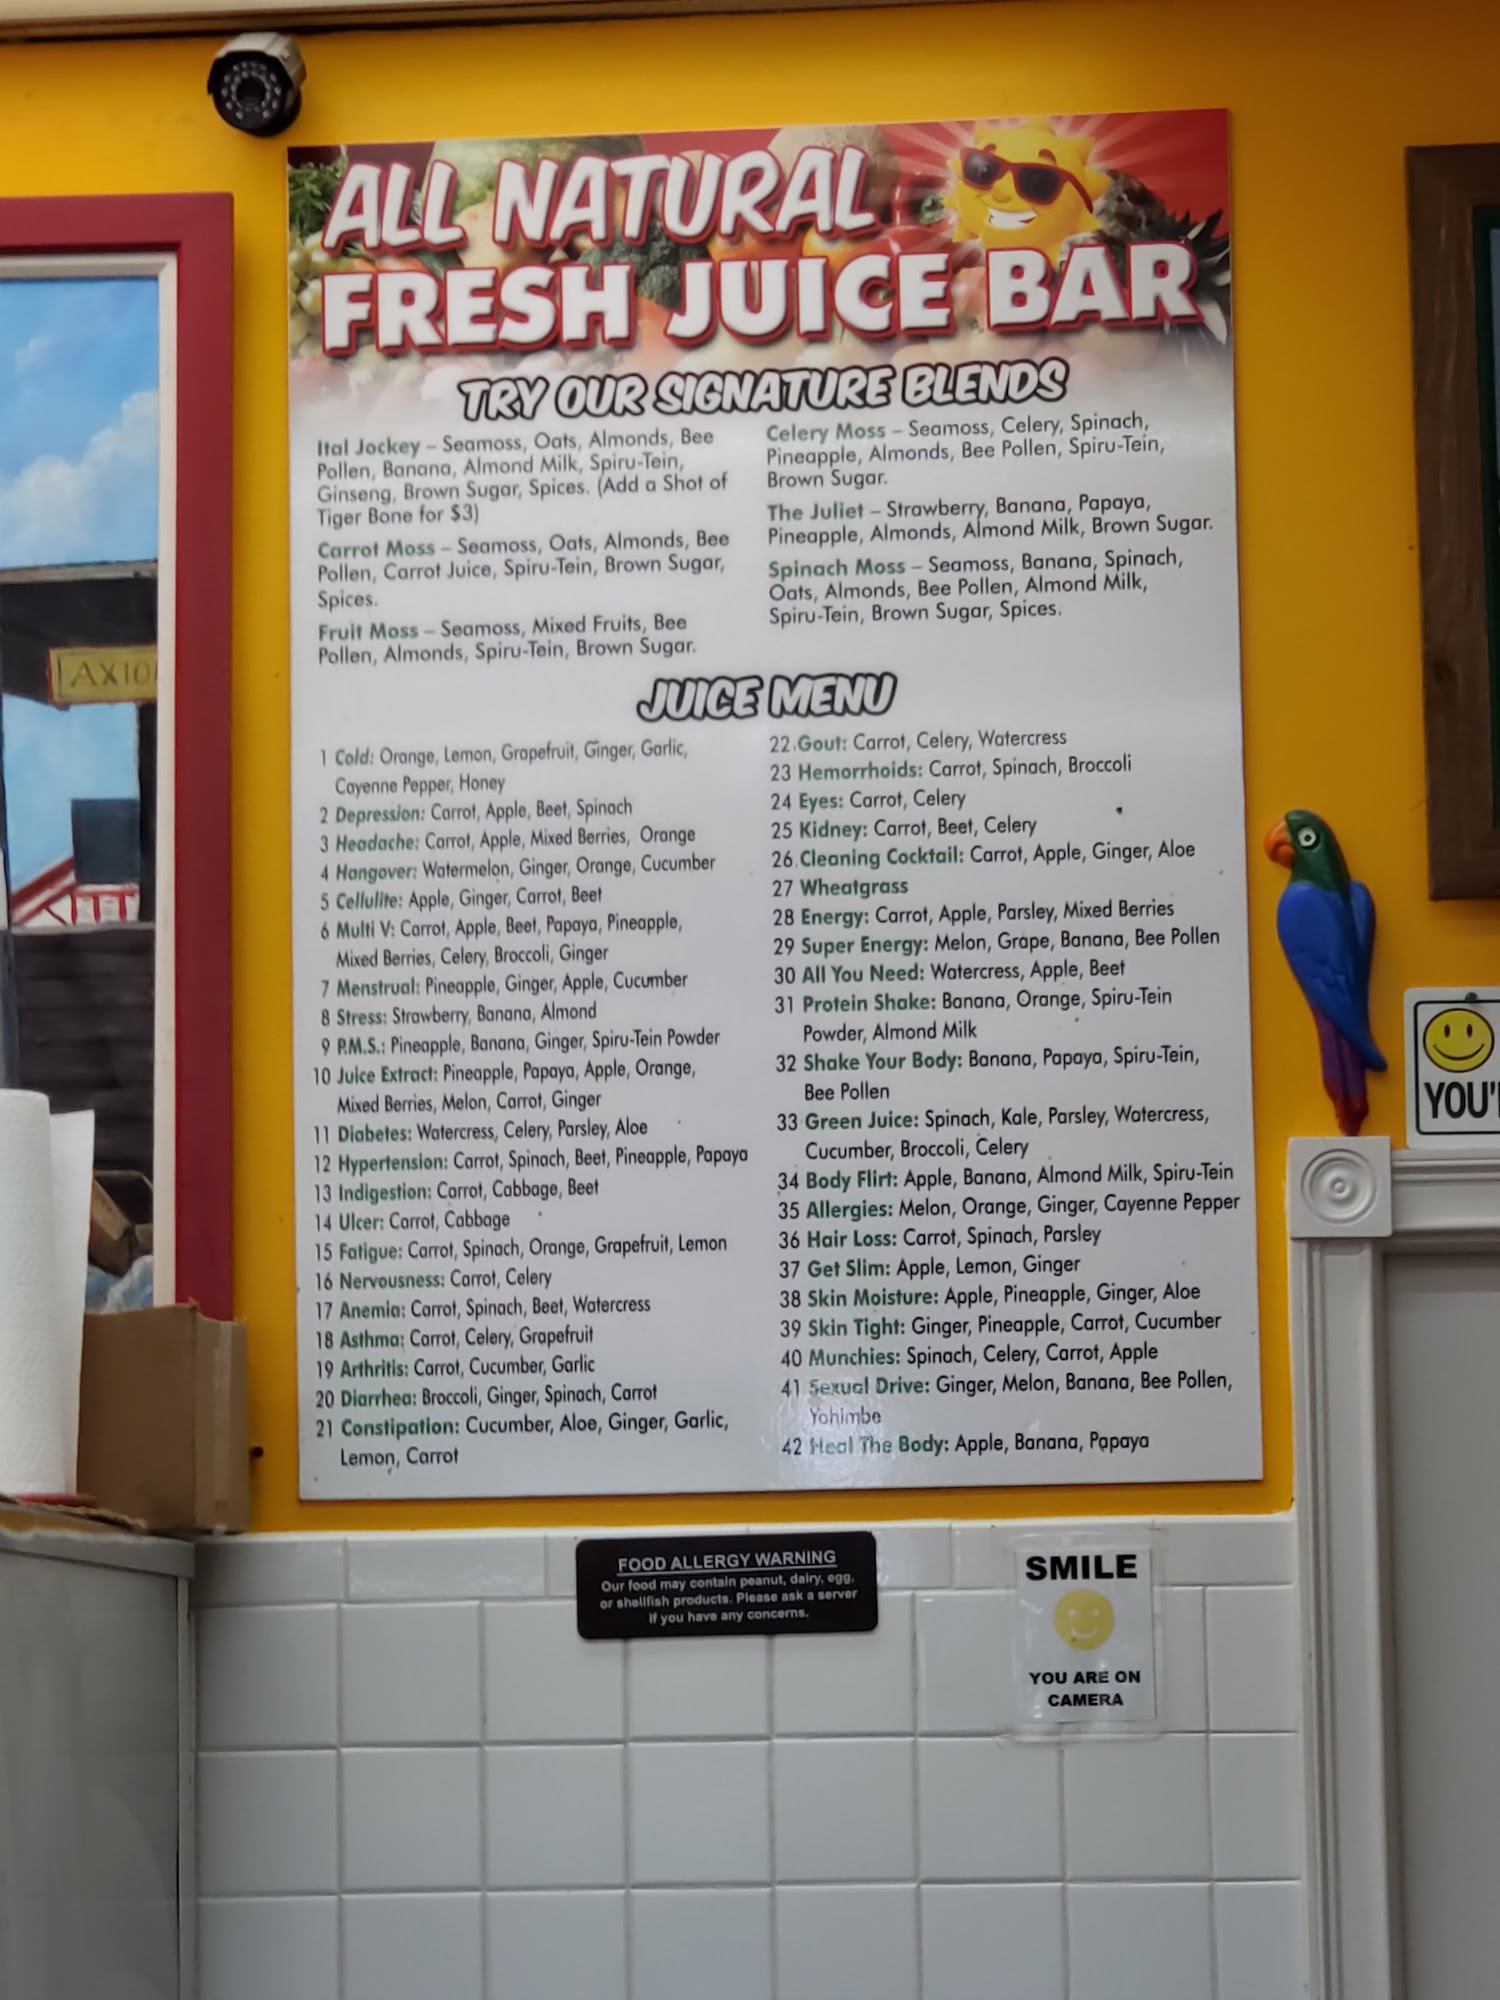 ALL NATURAL
FRESH JUICE BAR
TRY OUR SIGNATURE BLENDS
Ital Jockey – Seamoss, Oats, Almonds, Bee
Pollen, Banana, Almond Milk, Spiru-Tein,
Ginseng, Brown Sugar, Spices. (Add a Shot of
Tiger Bone for $3)
Carrot Moss – Seamoss, Oats, Almonds, Bee
Pollen, Carrot Juice, Spiru-Tein, Brown Sugar,
Spices.
Fruit Moss – Seamoss, Mixed Fruits, Bee
Pollen, Almonds, Spiru-Tein, Brown Sugar.
Celery Moss – Seamoss, Celery, Spinach,
Pineapple, Almonds, Bee Pollen, Spiru-Tein,
Brown Sugar.
The Juliet – Strawberry, Banana, Papaya,
Pineapple, Almonds, Almond Milk, Brown Sugar.
Spinach Moss – Seamoss, Banana, Spinach,
Oats, Almonds, Bee Pollen, Almond Milk,
Spiru-Tein, Brown Sugar, Spices.
JUICE MENU
1 Cold: Orange, Lemon, Grapefruit, Ginger, Garlic,
Cayenne Pepper, Honey
2 Depression: Carrot, Apple, Beet, Spinach
3 Headache: Carrot, Apple, Mixed Berries, Orange
4 Hangover: Watermelon, Ginger, Orange, Cucumber
5 Cellulite: Apple, Ginger, Carrot, Beet
6 Multi V: Carrot, Apple, Beet, Papaya, Pineapple,
Mixed Berries, Celery, Broccoli, Ginger
7 Menstrual: Pineapple, Ginger, Apple, Cucumber
8 Stress: Strawberry, Banana, Almond
9 P.M.S.: Pineapple, Banana, Ginger, Spiru-Tein Powder
10 Juice Extract: Pineapple, Papaya, Apple, Orange,
Mixed Berries, Melon, Carrot, Ginger
11 Diabetes: Watercress, Celery, Parsley, Aloe
12 Hypertension: Carrot, Spinach, Beet, Pineapple, Papaya
13 Indigestion: Carrot, Cabbage, Beet
14 Ulcer: Carrot, Cabbage
15 Fatigue: Carrot, Spinach, Orange, Grapefruit, Lemon
16 Nervousness: Carrot, Celery
17 Anemia: Carrot, Spinach, Beet, Watercress
18 Asthma: Carrot, Celery, Grapefruit
19 Arthritis: Carrot, Cucumber, Garlic
20 Diarrhea: Broccoli, Ginger, Spinach, Carrot
21 Constipation: Cucumber, Aloe, Ginger, Garlic,
Lemon, Carrot
22.Gout: Carrot, Celery, Watercress
23 Hemorrhoids: Carrot, Spinach, Broccoli
24 Eyes: Carrot, Celery
25 Kidney: Carrot, Beet, Celery
26.Cleaning Cocktail: Carrot, Apple, Ginger, Aloe
27 Wheatgrass
28 Energy: Carrot, Apple, Parsley, Mixed Berries
29 Super Energy: Melon, Grape, Banana, Bee Pollen
30 All You Need: Watercress, Apple, Beet
31 Protein Shake: Banana, Orange, Spiru-Tein
Powder, Almond Milk
32 Shake Your Body: Banana, Papaya, Spiru-Tein,
Bee Pollen
33 Green Juice: Spinach, Kale, Parsley, Watercress,
Cucumber, Broccoli, Celery
34 Body Flirt: Apple, Banana, Almond Milk, Spiru-Tein
35 Allergies: Melon, Orange, Ginger, Cayenne Pepper
36 Hair Loss: Carrot, Spinach, Parsley
37 Get Slim: Apple, Lemon, Ginger
38 Skin Moisture: Apple, Pineapple, Ginger, Aloe
39 Skin Tight: Ginger, Pineapple, Carrot, Cucumber
40 Munchies: Spinach, Celery, Carrot, Apple
41 Sexual Drive: Ginger, Melon, Banana, Bee Pollen,
Yohimbe
42 Heal The Body: Apple, Banana, Papaya
AXIO
YOU'
FOOD ALLERGY WARNING
Our food may contain peanut, dairy, egg,
or shellfish products. Please ask a server
if you have any concerns.
SMILE
YOU ARE ON
CAMERA